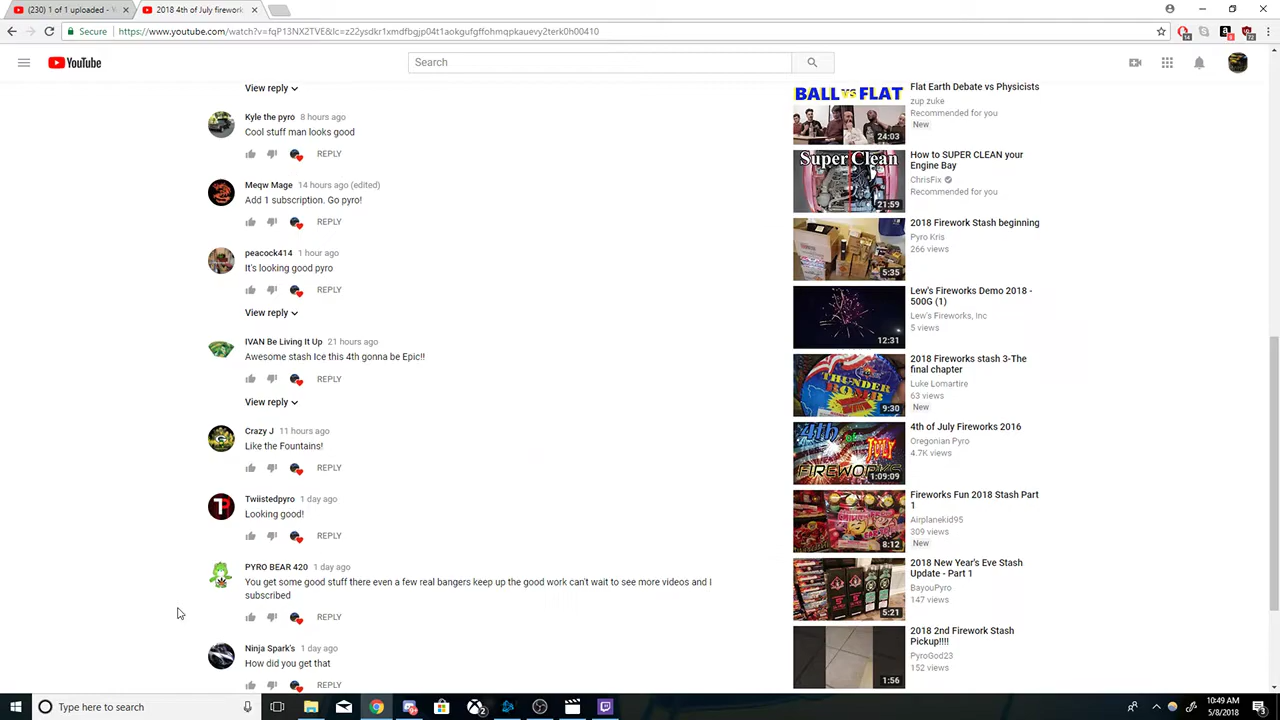 (230) 1 of 1 uploaded -
2018 4th of July firework
Secure
https://www.youtube.com/watch?v=fqP13NX2TVE&lc=z22ysdkr1xmdfbgjp04t1aokgufgffohmqpkauevy2terk0h00410
YouTube
Search
View reply
Kyle the pyro 8 hours ago
Cool stuff man looks good
REPLY
Meqw Mage 14 hours ago (edited)
Add 1 subscription. Go pyro!
REPLY
peacock414 1 hour ago
It's looking good pyro
REPLY
View reply
IVAN Be Living It Up 21 hours ago
Awesome stash Ice this 4th gonna be Epic!!
REPLY
View reply
Crazy J 11 hours ago
Like the Fountains!
REPLY
Twiistedpyro 1 day ago
Looking good!
REPLY
PYRO BEAR 420 1 day ago
You get some good stuff there even a few real bangers keep up the good work can't wait to see more videos and I
subscribed
REPLY
Ninja Spark's 1 day ago
How did you get that
REPLY
BALL VS FLAT
24:03
Flat Earth Debate vs Physicists
zup zuke
Recommended for you
New
Super Clean
21:59
How to SUPER CLEAN your
Engine Bay
ChrisFix
Recommended for you
5:35
2018 Firework Stash beginning
Pyro Kris
266 views
12:31
Lew's Fireworks Demo 2018 -
500G (1)
Lew's Fireworks, Inc
5 views
THUNDER
BOMB
9:30
2018 Fireworks stash 3-The
final chapter
Luke Lomartire
63 views
New
4th of July
FIREWORKS
1:09:09
4th of July Fireworks 2016
Oregonian Pyro
4.7K views
8:12
Fireworks Fun 2018 Stash Part
1
Airplanekid95
309 views
New
5:21
2018 New Year's Eve Stash
Update - Part 1
BayouPyro
147 views
1:56
2018 2nd Firework Stash
Pickup!!!!
PyroGod23
152 views
Type here to search
10:49 AM
5/8/2018